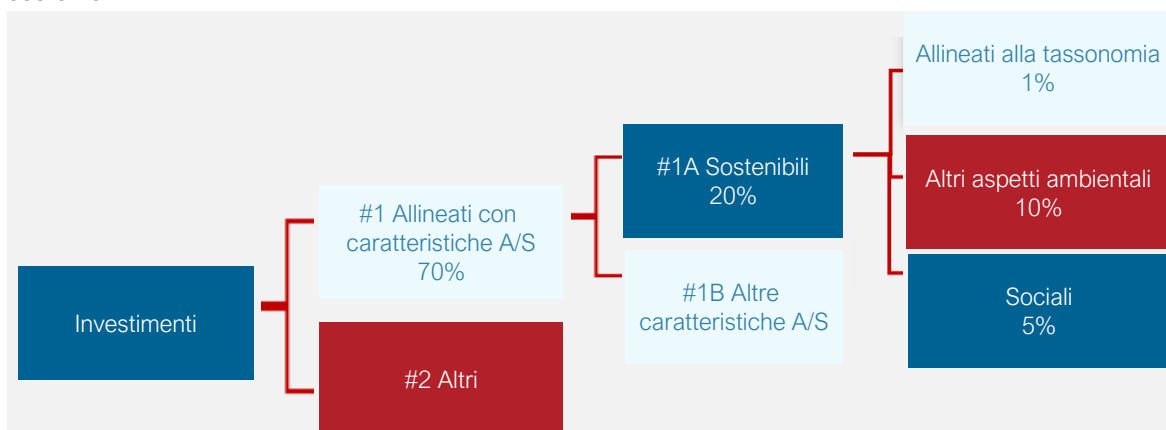 Investimenti
#1 Allineati con
caratteristiche A/S
70%
#2 Altri
#1A Sostenibili
20%
#1B Altre
caratteristiche A/S
Allineati alla tassonomia
1%
Altri aspetti ambientali
10%
Sociali
5%